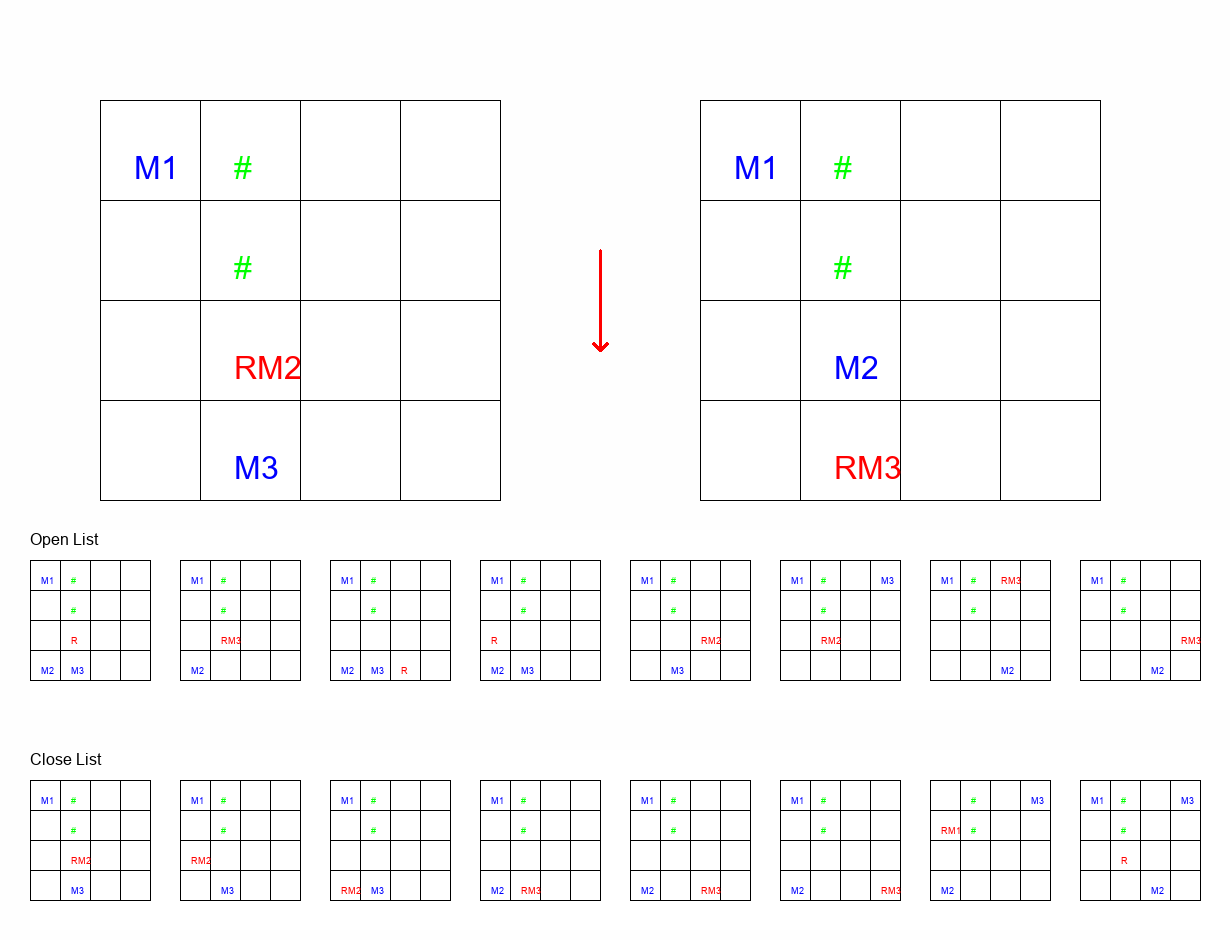 M1 # M1 #
# #
RM2 M2
M3 RM3
Open List
M1 # M1 # M1 # M1 # M1 # M1 # M3 M1 # RM3 M1 #
# # # # # # # #
R RM3 R RM2 RM2 RM3
M2 M3 M2 M2 M3 R M2 M3 M3 M2 M2
Close List
M1 # M1 # M1 # M1 # M1 # M1 # # M3 M1 # M3
# # # # # # RM1 # #
RM2 RM2 R
M3 M3 RM2 M3 M2 RM3 M2 RM3 M2 RM3 M2 M2